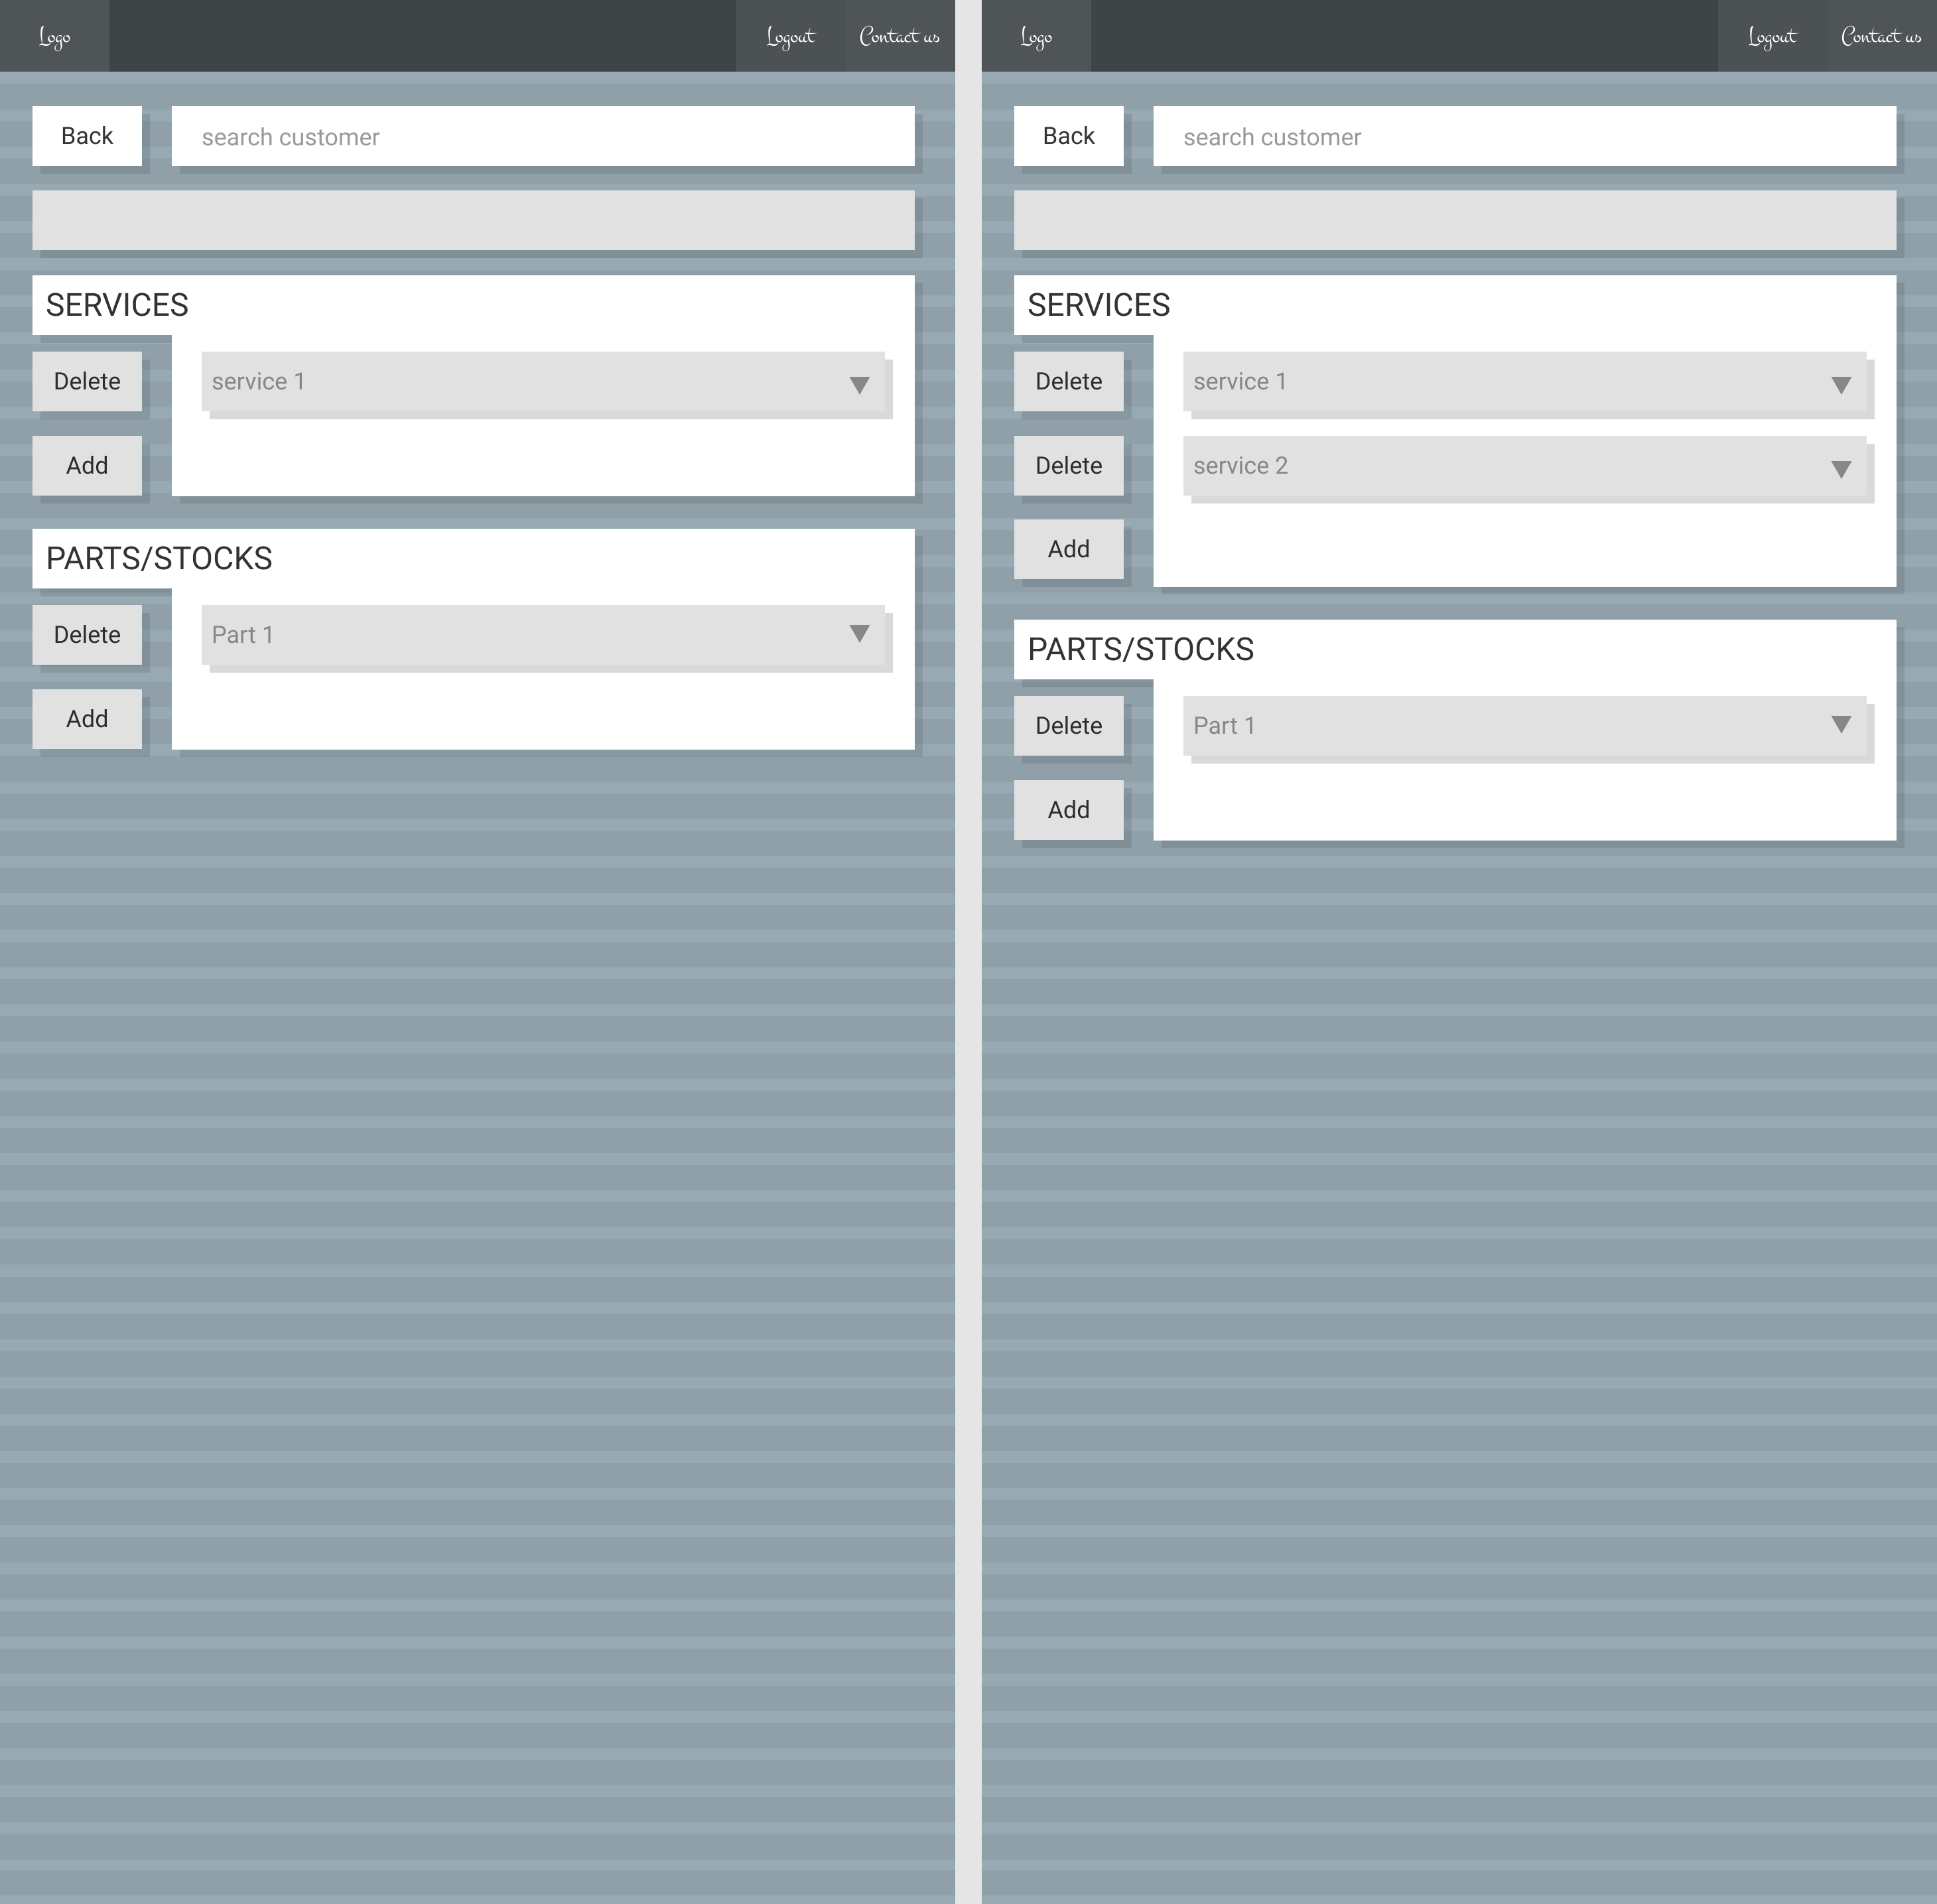 Logo
Logout
Contact us
Back
search customer
SERVICES
Delete
service 1
Add
PARTS/STOCKS
Delete
Part 1
Add
Logo
Logout
Contact us
Back
search customer
SERVICES
Delete
service 1
Delete
service 2
Add
PARTS/STOCKS
Delete
Part 1
Add